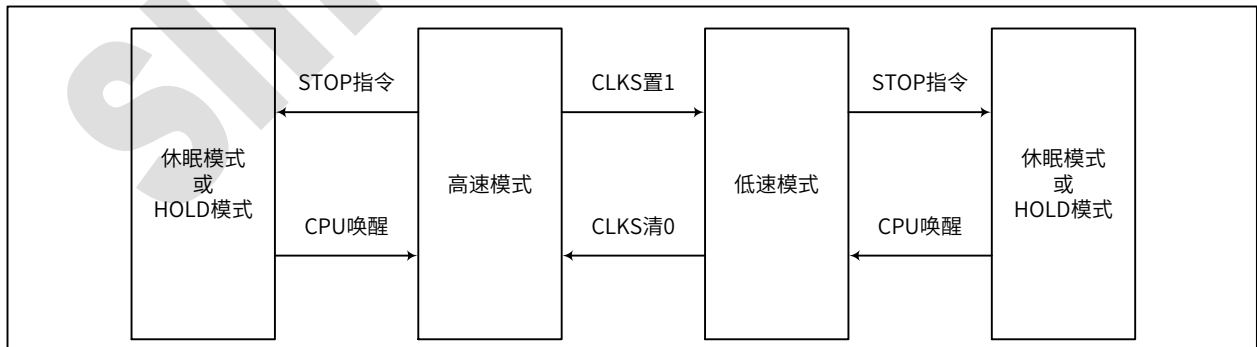 STOP指令
CLKS置1
STOP指令
休眠模式
或
HOLD模式
高速模式
低速模式
休眠模式
或
HOLD模式
CPU唤醒
CLKS清0
CPU唤醒